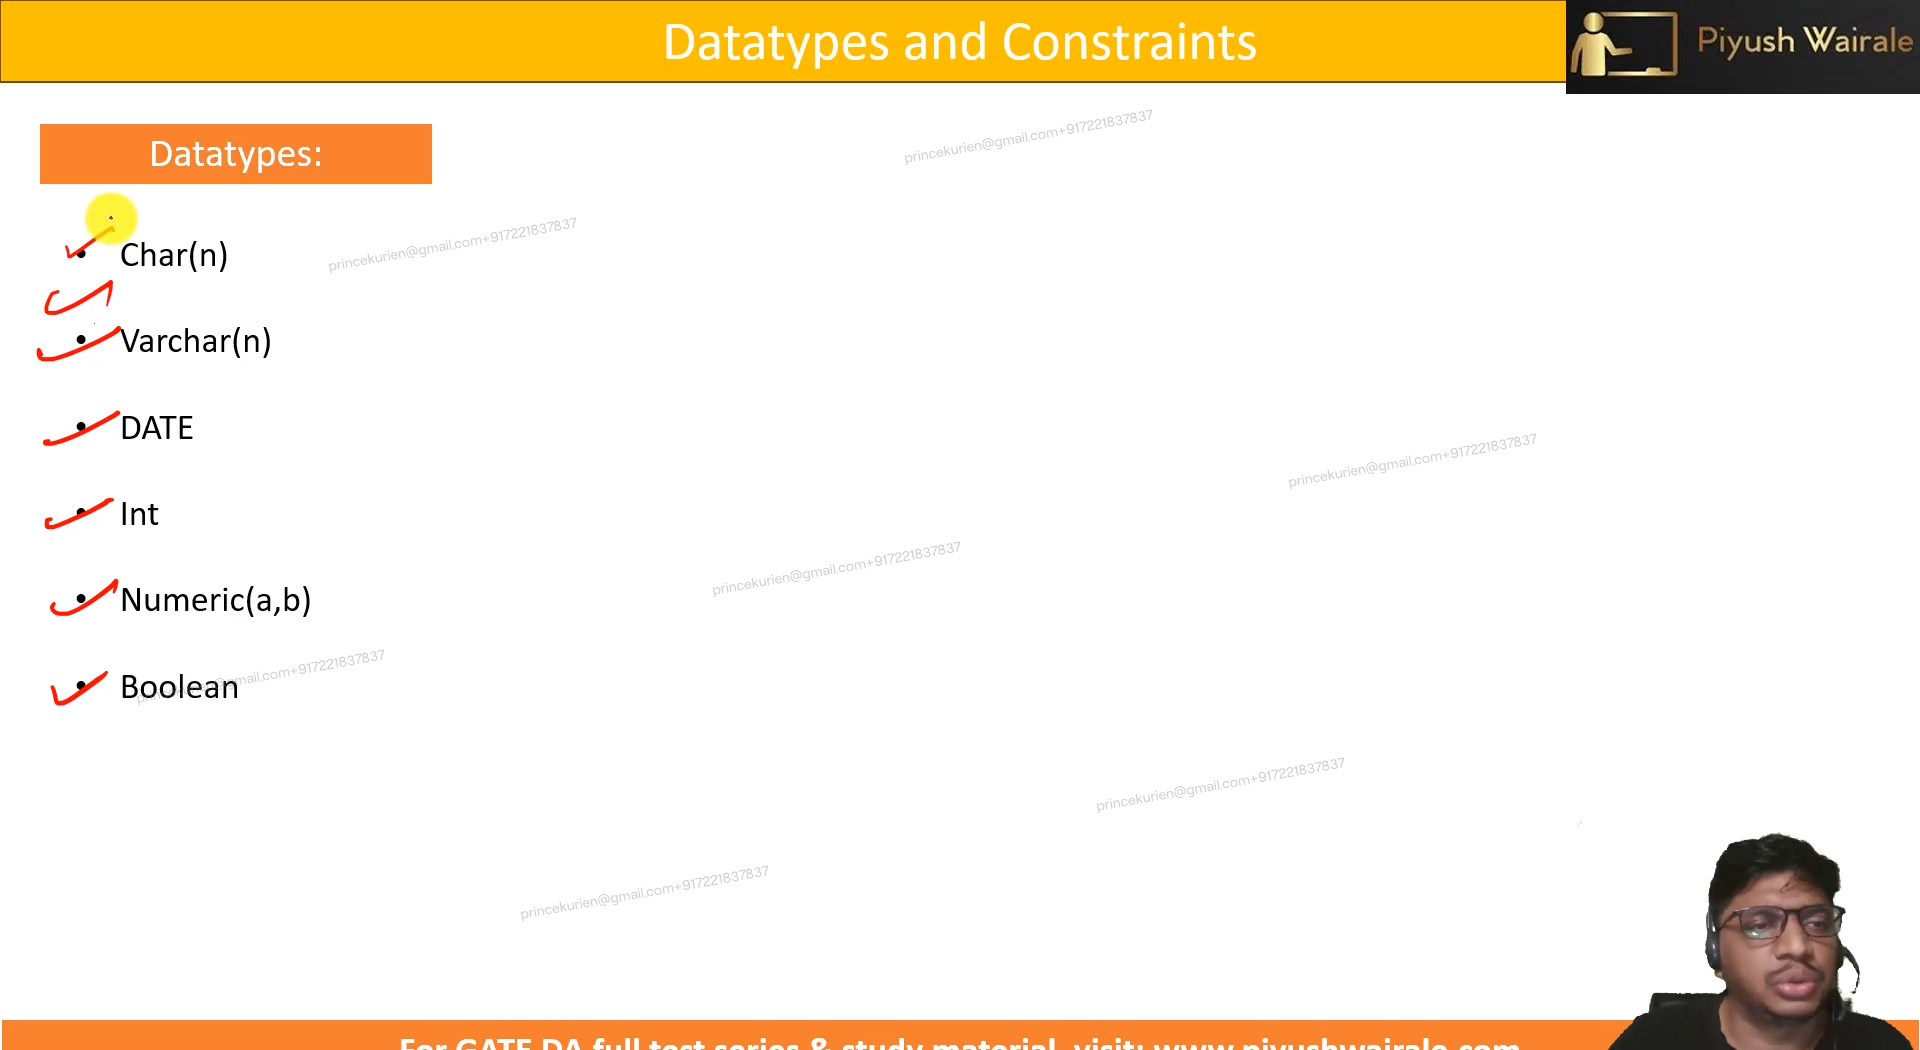 Datatypes and Constraints
Piyush Wairale
princekurien@gmail.com+917221837837
Datatypes:
princekurien@gmail.com+917221837837
• Char(n)
• Varchar(n)
• DATE
princekurien@gmail.com+917221837837
• Int
princekurien@gmail.com+917221837837
• Numeric(a,b)
princekurien@gmail.com+917221837837
• Boolean
princekurien@gmail.com+917221837837
princekurien@gmail.com+917221837837
For GATE DA full test series & study material, visit: www.piyushwairale.com